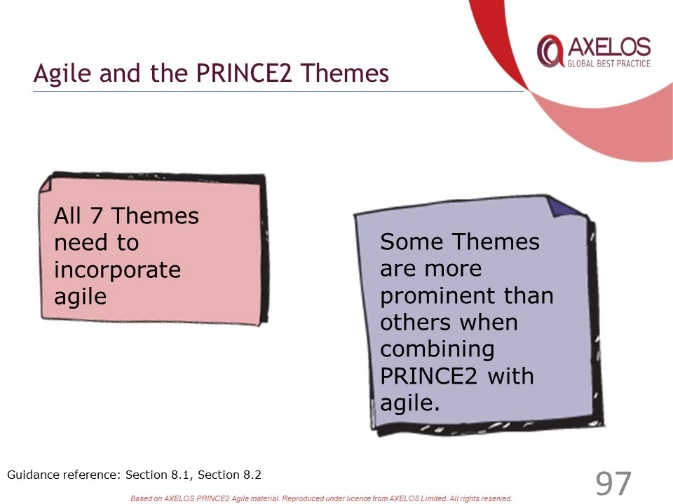 AXELOS
GLOBAL BEST PRACTICE
Agile and the PRINCE2 Themes
All 7 Themes
need to
incorporate
agile
Some Themes
are more
prominent than
others when
combining
PRINCE2 with
agile.
Guidance reference: Section 8.1, Section 8.2
97
Based on AXELOS PRINCE2 Agile material. Reproduced under licence from AXELOS Limited. All rights reserved.